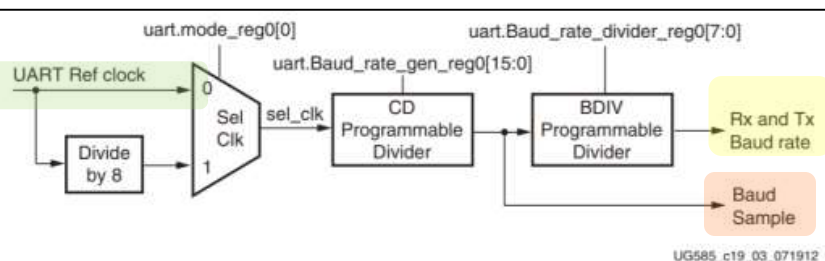 uart.mode_reg0[0]
uart.Baud_rate_divider_reg0[7:0]
uart.Baud_rate_gen_reg0[15:0]
UART Ref clock
0
Sel
Clk
1
sel_clk
Divide
by 8
CD
Programmable
Divider
BDIV
Programmable
Divider
Rx and Tx
Baud rate
Baud
Sample
UG585_c19_03_071912